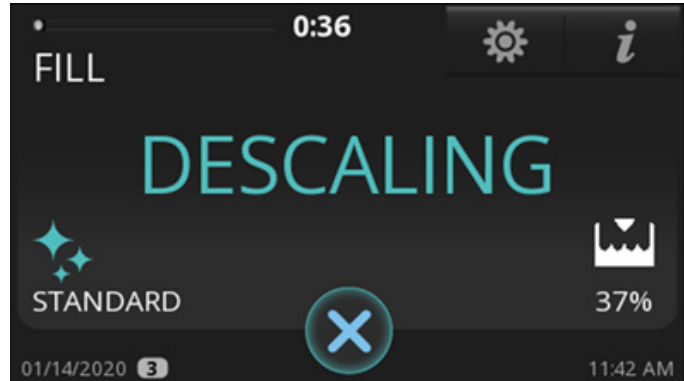 0:36
i
FILL
DESCALING
STANDARD
37%
01/14/2020 3
11:42 AM